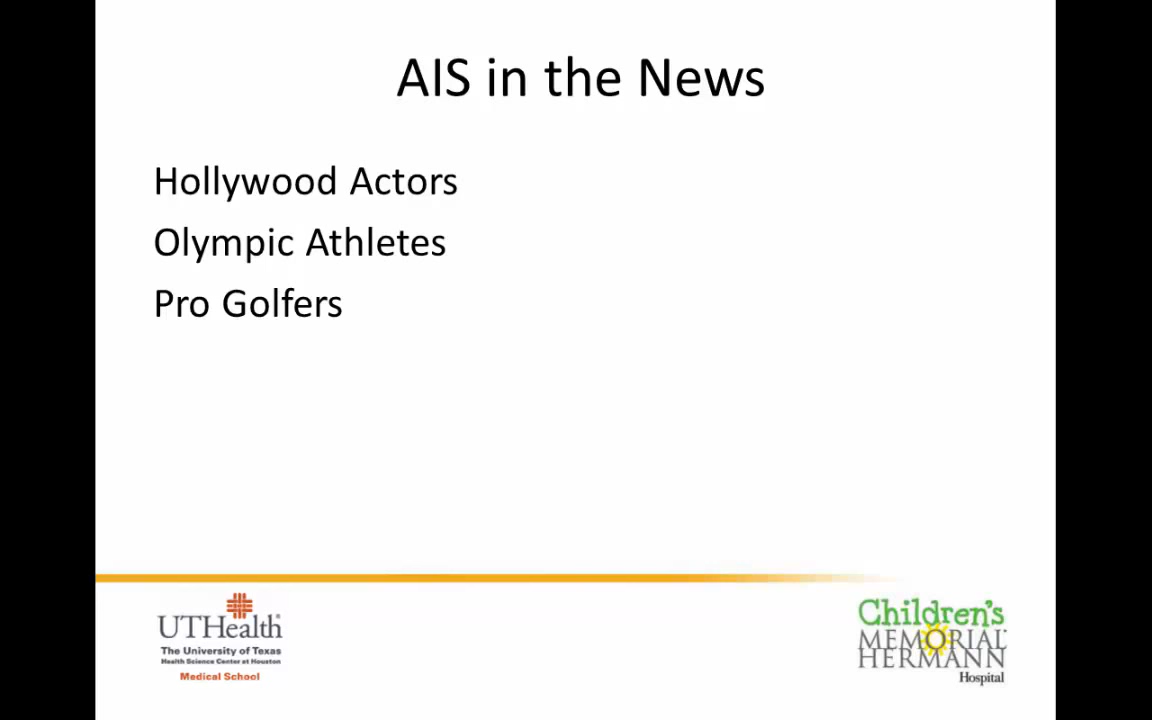 AIS in the News
Hollywood Actors
Olympic Athletes
Pro Golfers
UTHealth®
The University of Texas
Health Science Center at Houston
Medical School
Children's
MEMORIAL®
HERMANN
Hospital